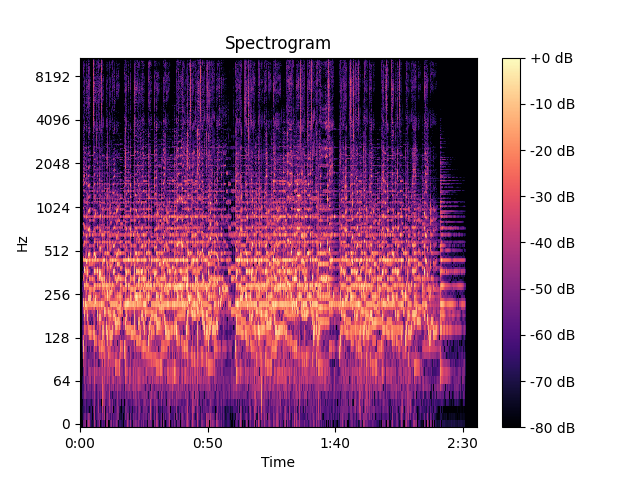 Spectrogram
8192
4096
2048
1024
512
256
128
64
0
Hz
0:00
0:50
1:40
2:30
Time
+0 dB
-10 dB
-20 dB
-30 dB
-40 dB
-50 dB
-60 dB
-70 dB
-80 dB